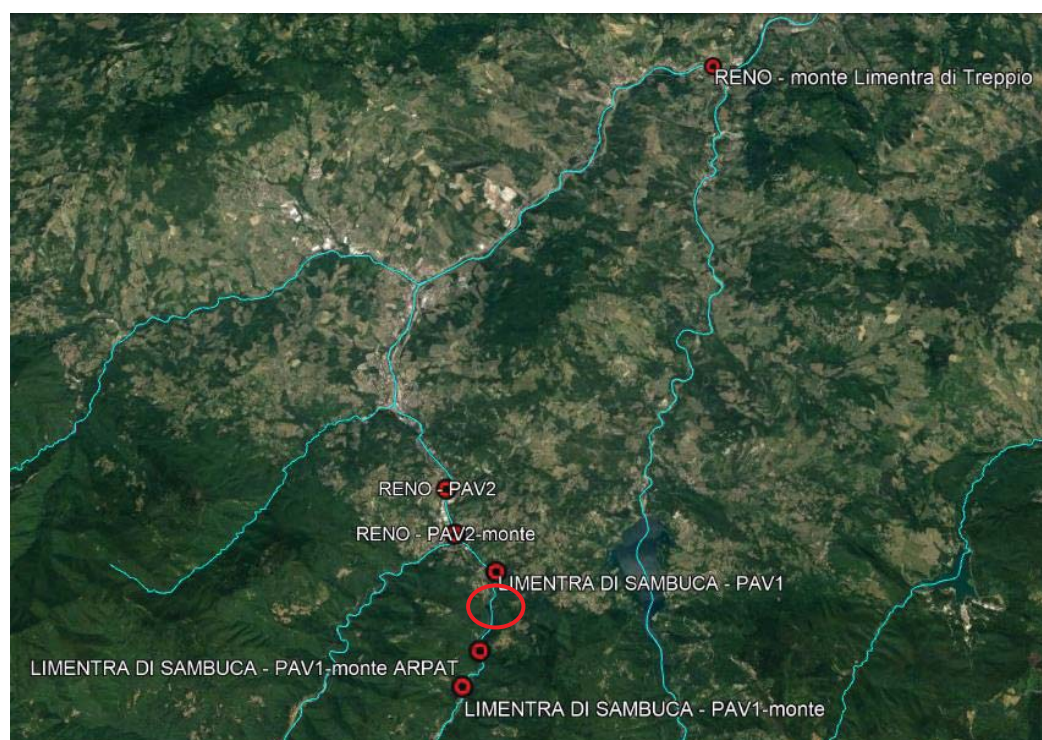 RENO - monte Limentra di Treppio
RENO - PAV2
RENO - PAV2-monte
LIMENTRA DI SAMBUCA - PAV1
LIMENTRA DI SAMBUCA - PAV1-monte ARPAT
LIMENTRA DI SAMBUCA - PAV1-monte